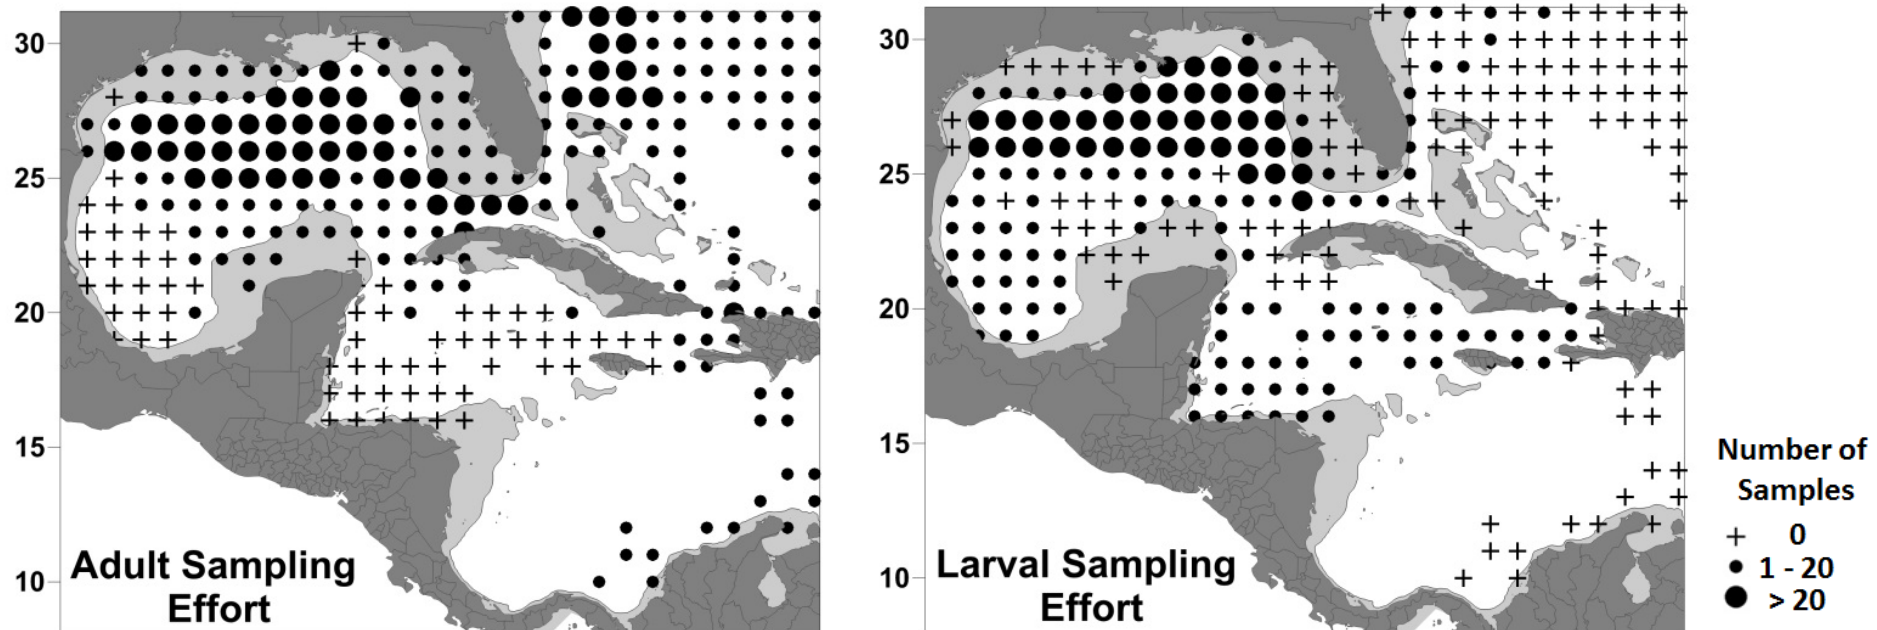 30
25
20
15
10
Adult Sampling
Effort
30
25
20
15
10
Larval Sampling
Effort
Number of
Samples
+ 0
1 - 20
> 20